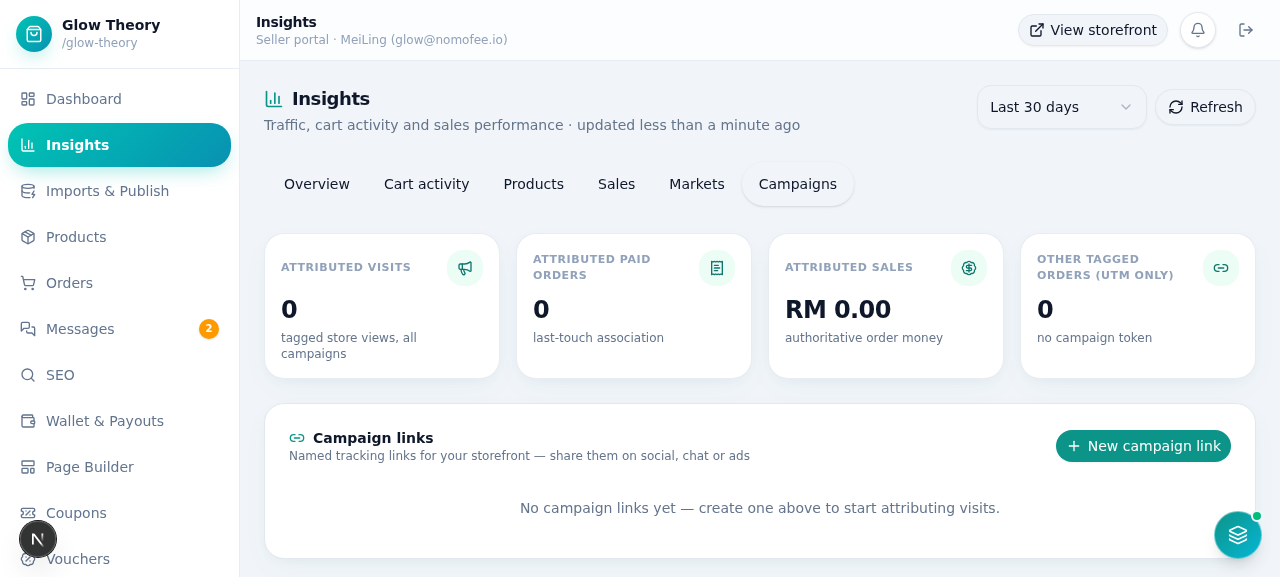 Glow Theory
/glow-theory
Dashboard
Insights
Imports & Publish
Products
Orders
Messages
2
SEO
Wallet & Payouts
Page Builder
Coupons
Vouchers
N
Insights
Seller portal · MeiLing (glow@nomofee.io)
View storefront
Insights
Traffic, cart activity and sales performance · updated less than a minute ago
Last 30 days
Refresh
Overview
Cart activity
Products
Sales
Markets
Campaigns
ATTRIBUTED VISITS
0
tagged store views, all
campaigns
ATTRIBUTED PAID
ORDERS
0
last-touch association
ATTRIBUTED SALES
RM 0.00
authoritative order money
OTHER TAGGED
ORDERS (UTM ONLY)
0
no campaign token
Campaign links
Named tracking links for your storefront — share them on social, chat or ads
New campaign link
No campaign links yet — create one above to start attributing visits.